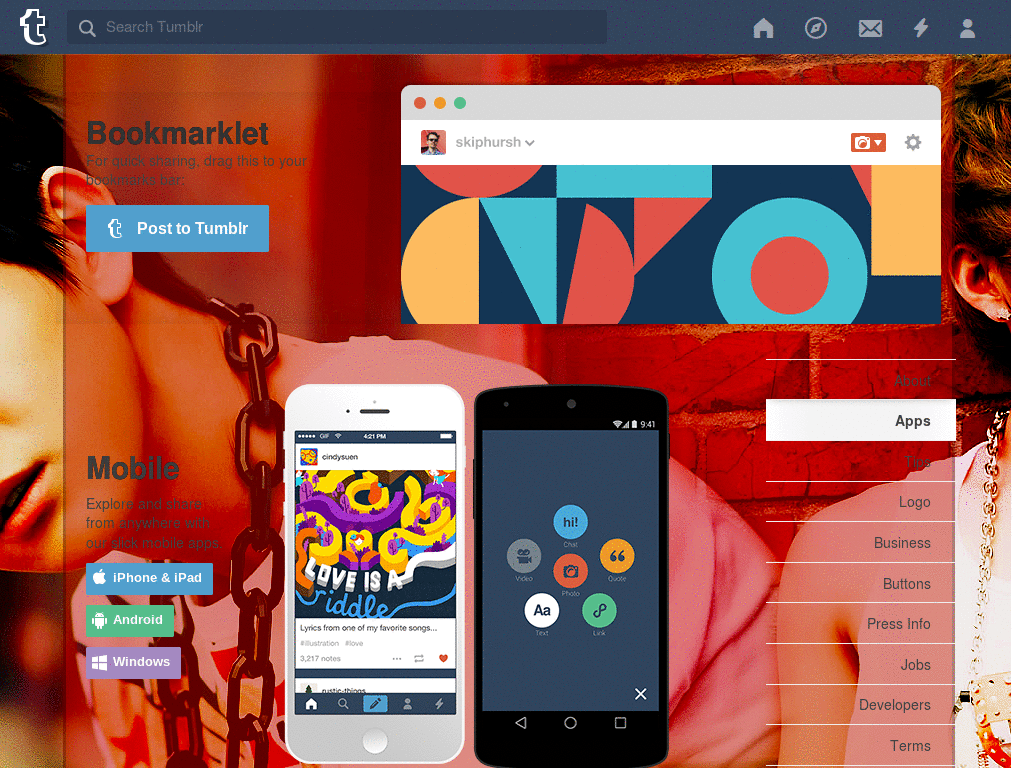 Search Tumblr
Bookmarklet
For quick sharing, drag this to your
bookmarks bar:
Post to Tumblr
skiphursh
About
Apps
Tips
Logo
Business
Buttons
Press Info
Jobs
Developers
Terms
Mobile
Explore and share
from anywhere with
our slick mobile apps.
iPhone & iPad
Android
Windows
GIF
4:21 PM
cindysuen
LOVE IS A
riddle
Lyrics from one of my favorite songs...
#illustration #love
3,217 notes
rustic-things
9:41
hi!
Chat
Video
Photo
Quote
Aa
Text
Link